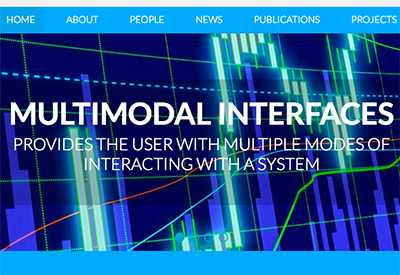 HOME ABOUT PEOPLE NEWS PUBLICATIONS PROJECTS
MULTIMODAL INTERFACES
PROVIDES THE USER WITH MULTIPLE MODES OF
INTERACTING WITH A SYSTEM